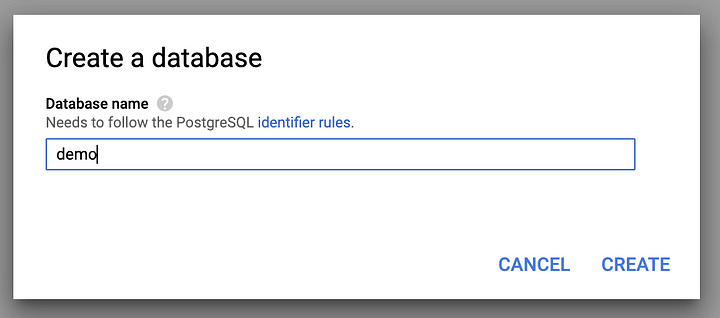 Create a database
Database name ?
Needs to follow the PostgreSQL identifier rules.
demo
CANCEL CREATE